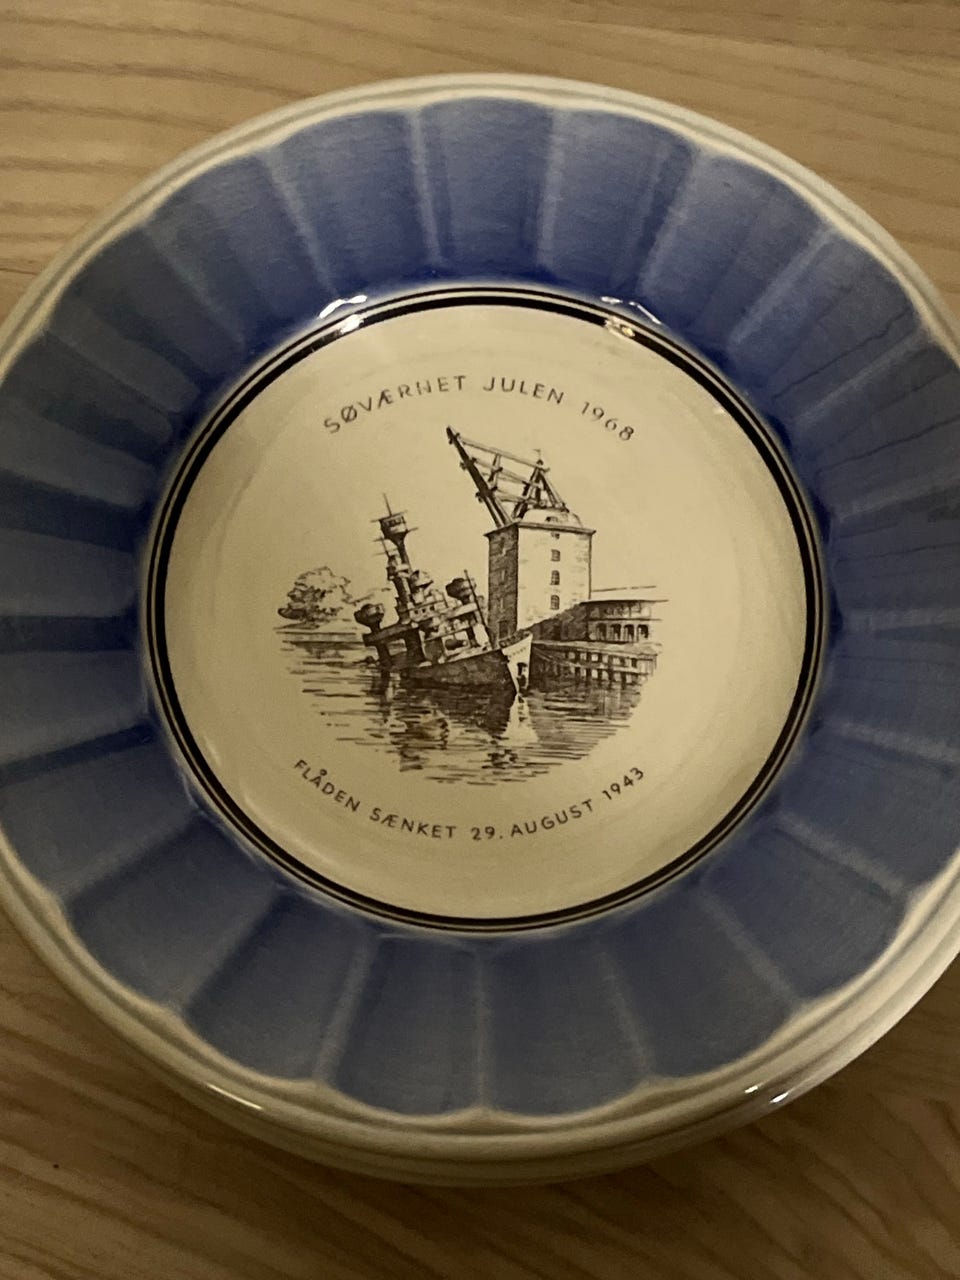 SØVÆRNET JULEN 1968
FLÅDEN SÆNKET 29. AUGUST 1943